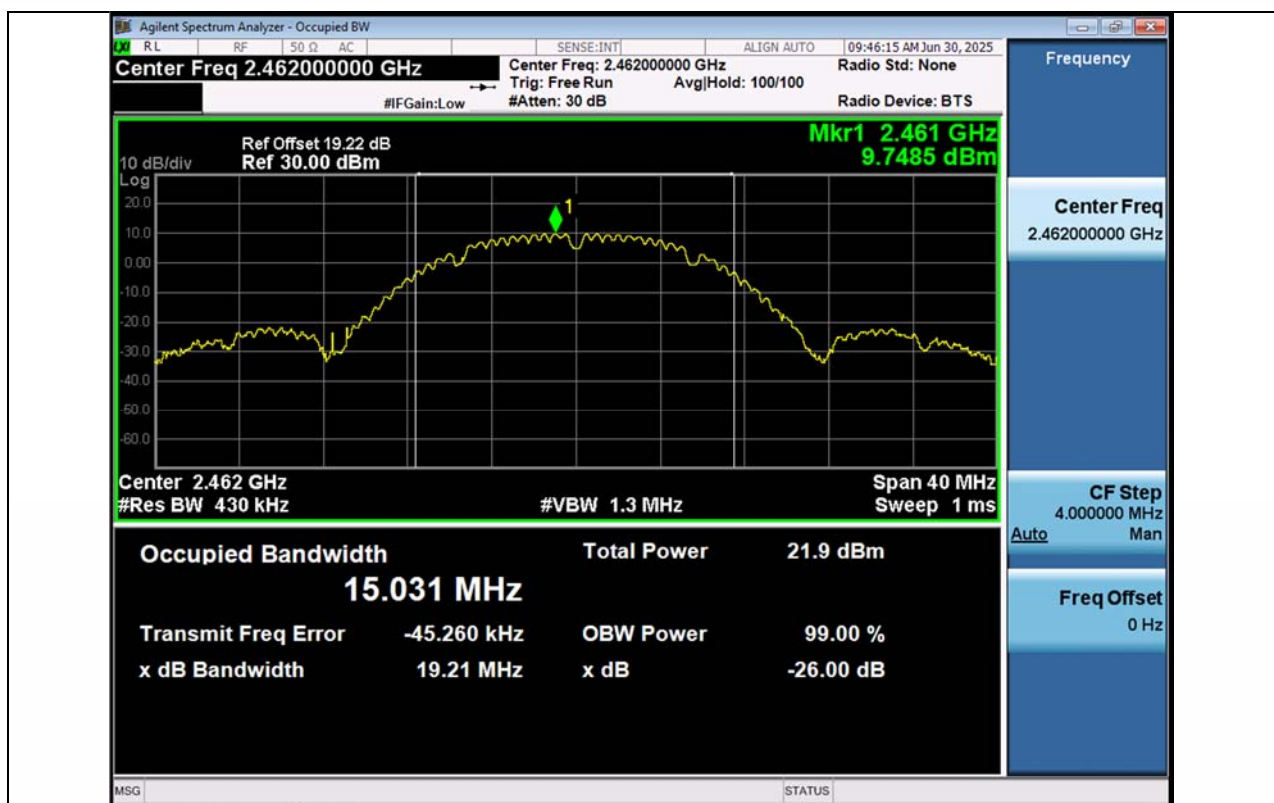 Agilent Spectrum Analyzer - Occupied BW
LXI RL RF 50 Ω AC SENSE:INT ALIGN AUTO 09:46:15 AM Jun 30, 2025
Center Freq 2.462000000 GHz
Center Freq: 2.462000000 GHz Radio Std: None
Trig: Free Run Avg|Hold: 100/100
#IFGain:Low #Atten: 30 dB Radio Device: BTS
Ref Offset 19.22 dB Mkr1 2.461 GHz
10 dB/div Ref 30.00 dBm 9.7485 dBm
Log
20.0
10.0
0.00
-10.0
-20.0
-30.0
-40.0
-50.0
-60.0
1
Center 2.462 GHz Span 40 MHz
#Res BW 430 kHz #VBW 1.3 MHz Sweep 1 ms
Occupied Bandwidth Total Power 21.9 dBm
15.031 MHz
Transmit Freq Error -45.260 kHz OBW Power 99.00 %
x dB Bandwidth 19.21 MHz x dB -26.00 dB
MSG STATUS
Frequency
Center Freq
2.462000000 GHz
CF Step
4.000000 MHz
Auto Man
Freq Offset
0 Hz